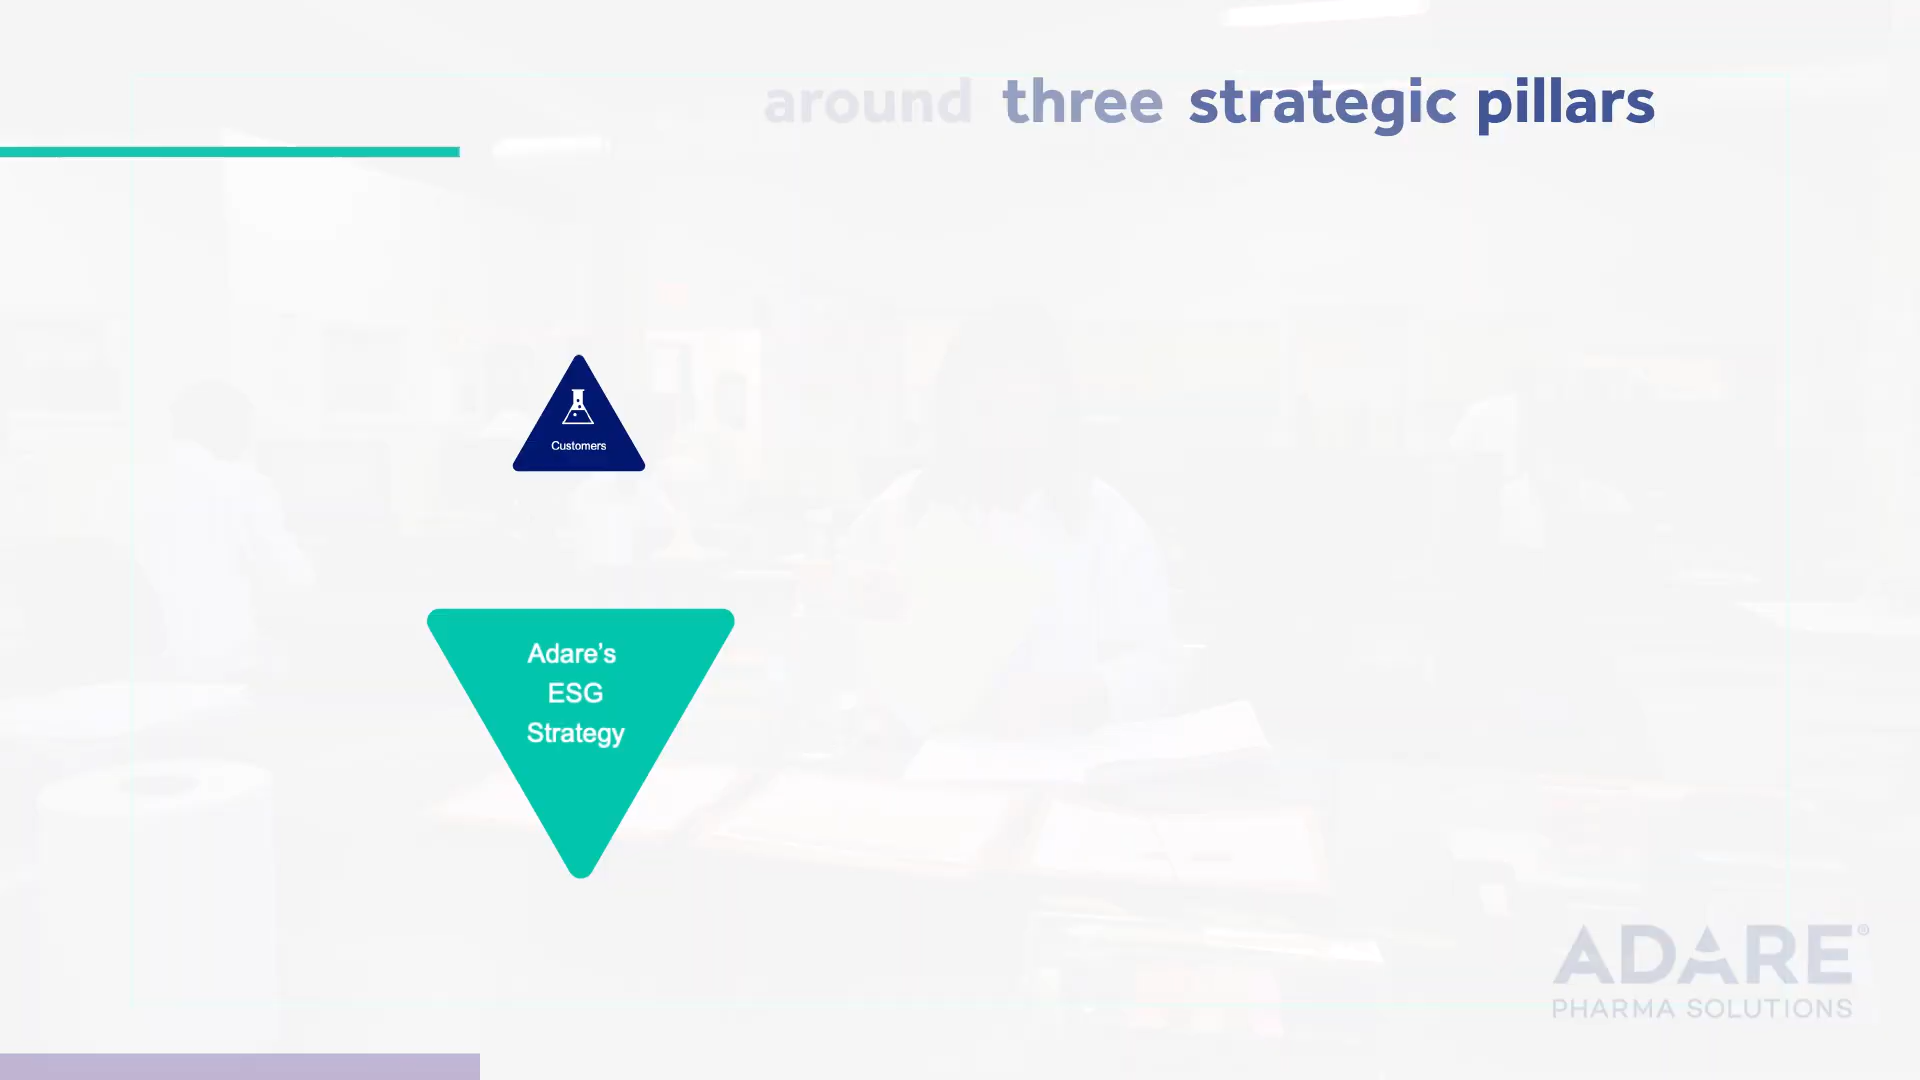 around three strategic pillars
Customers
Adare's
ESG
Strategy
ADARE®
PHARMA SOLUTIONS